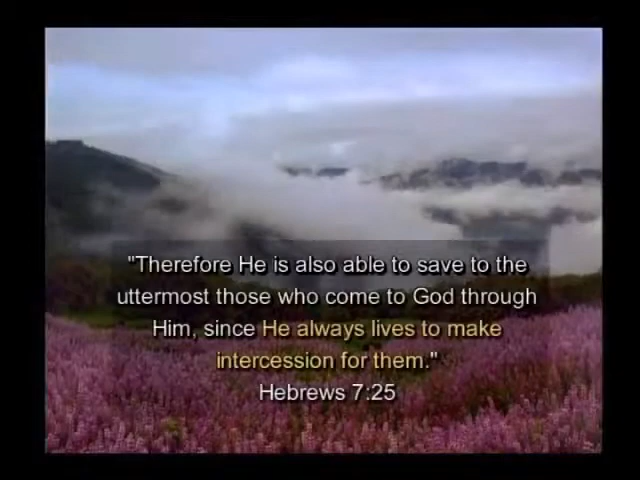 "Therefore He is also able to save to the
uttermost those who come to God through
Him, since He always lives to make
intercession for them."
Hebrews 7:25